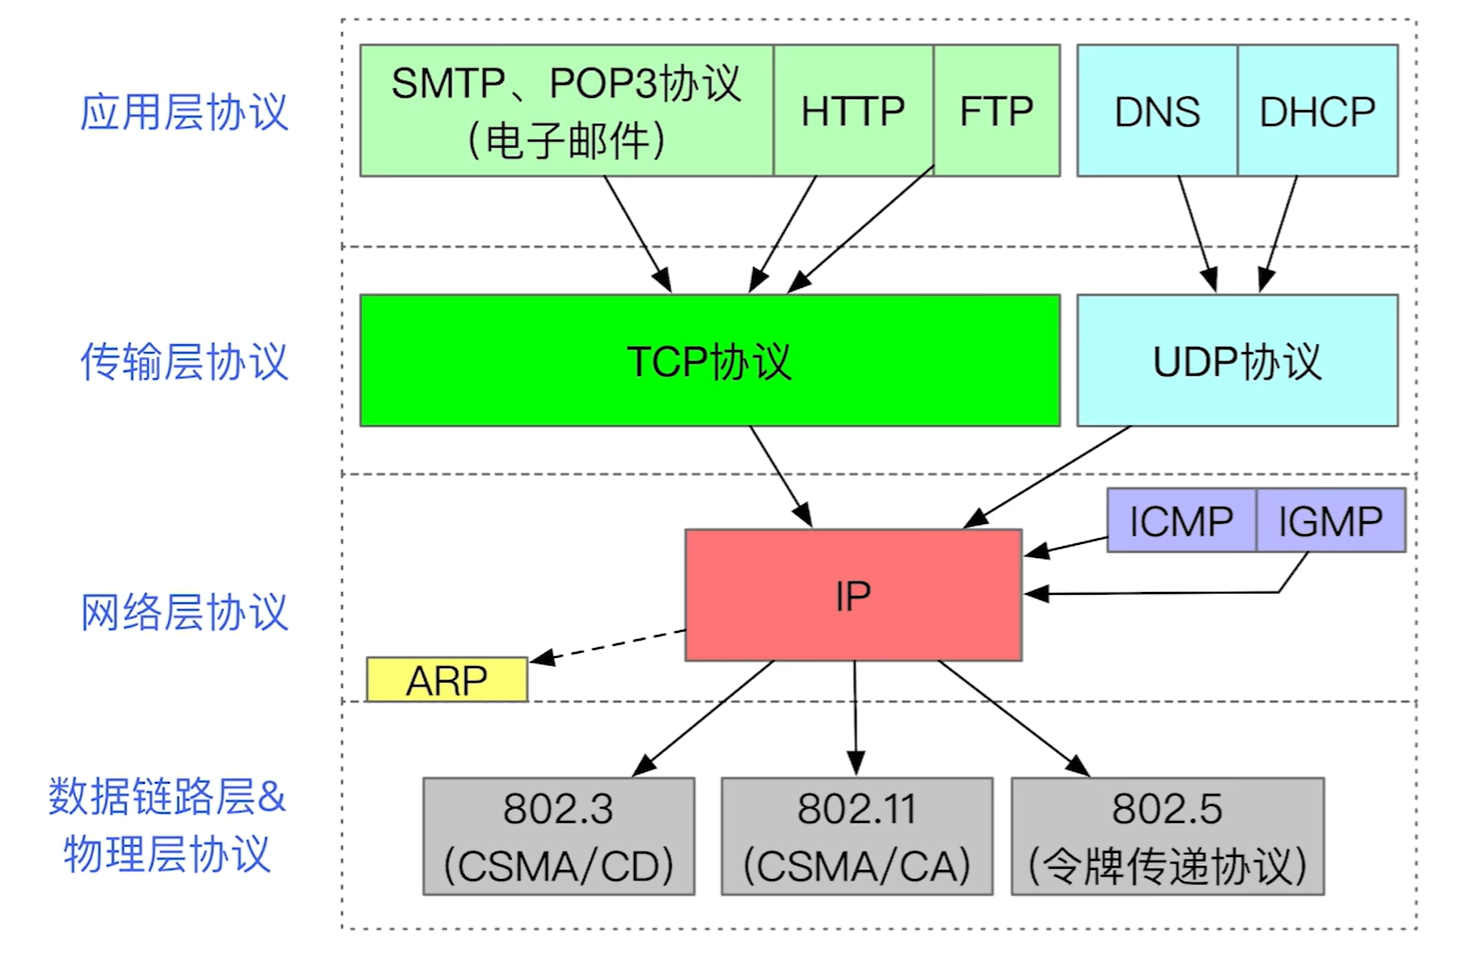 应用层协议
SMTP、POP3协议
（电子邮件）
HTTP
FTP
DNS
DHCP
传输层协议
TCP协议
UDP协议
网络层协议
ICMP
IGMP
IP
ARP
数据链路层&
物理层协议
802.3
(CSMA/CD)
802.11
(CSMA/CA)
802.5
(令牌传递协议)